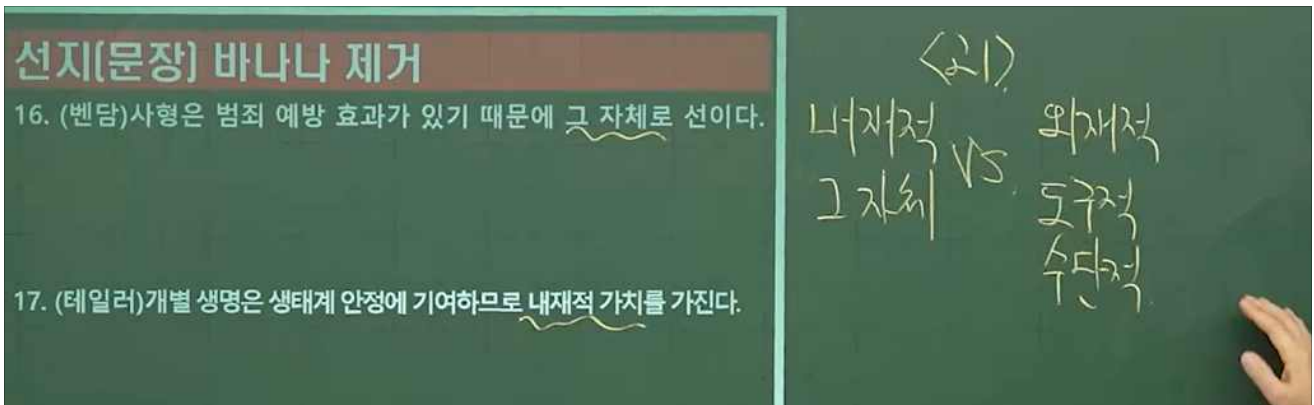 선지(문장) 바나나 제거
16. (벤담)사형은 범죄 예방 효과가 있기 때문에 그 자체로 선이다.
17. (테일러)개별 생명은 생태계 안정에 기여하므로 내재적 가치를 가진다.
내재적 VS. 외재적
그 자체 도구적
수단적